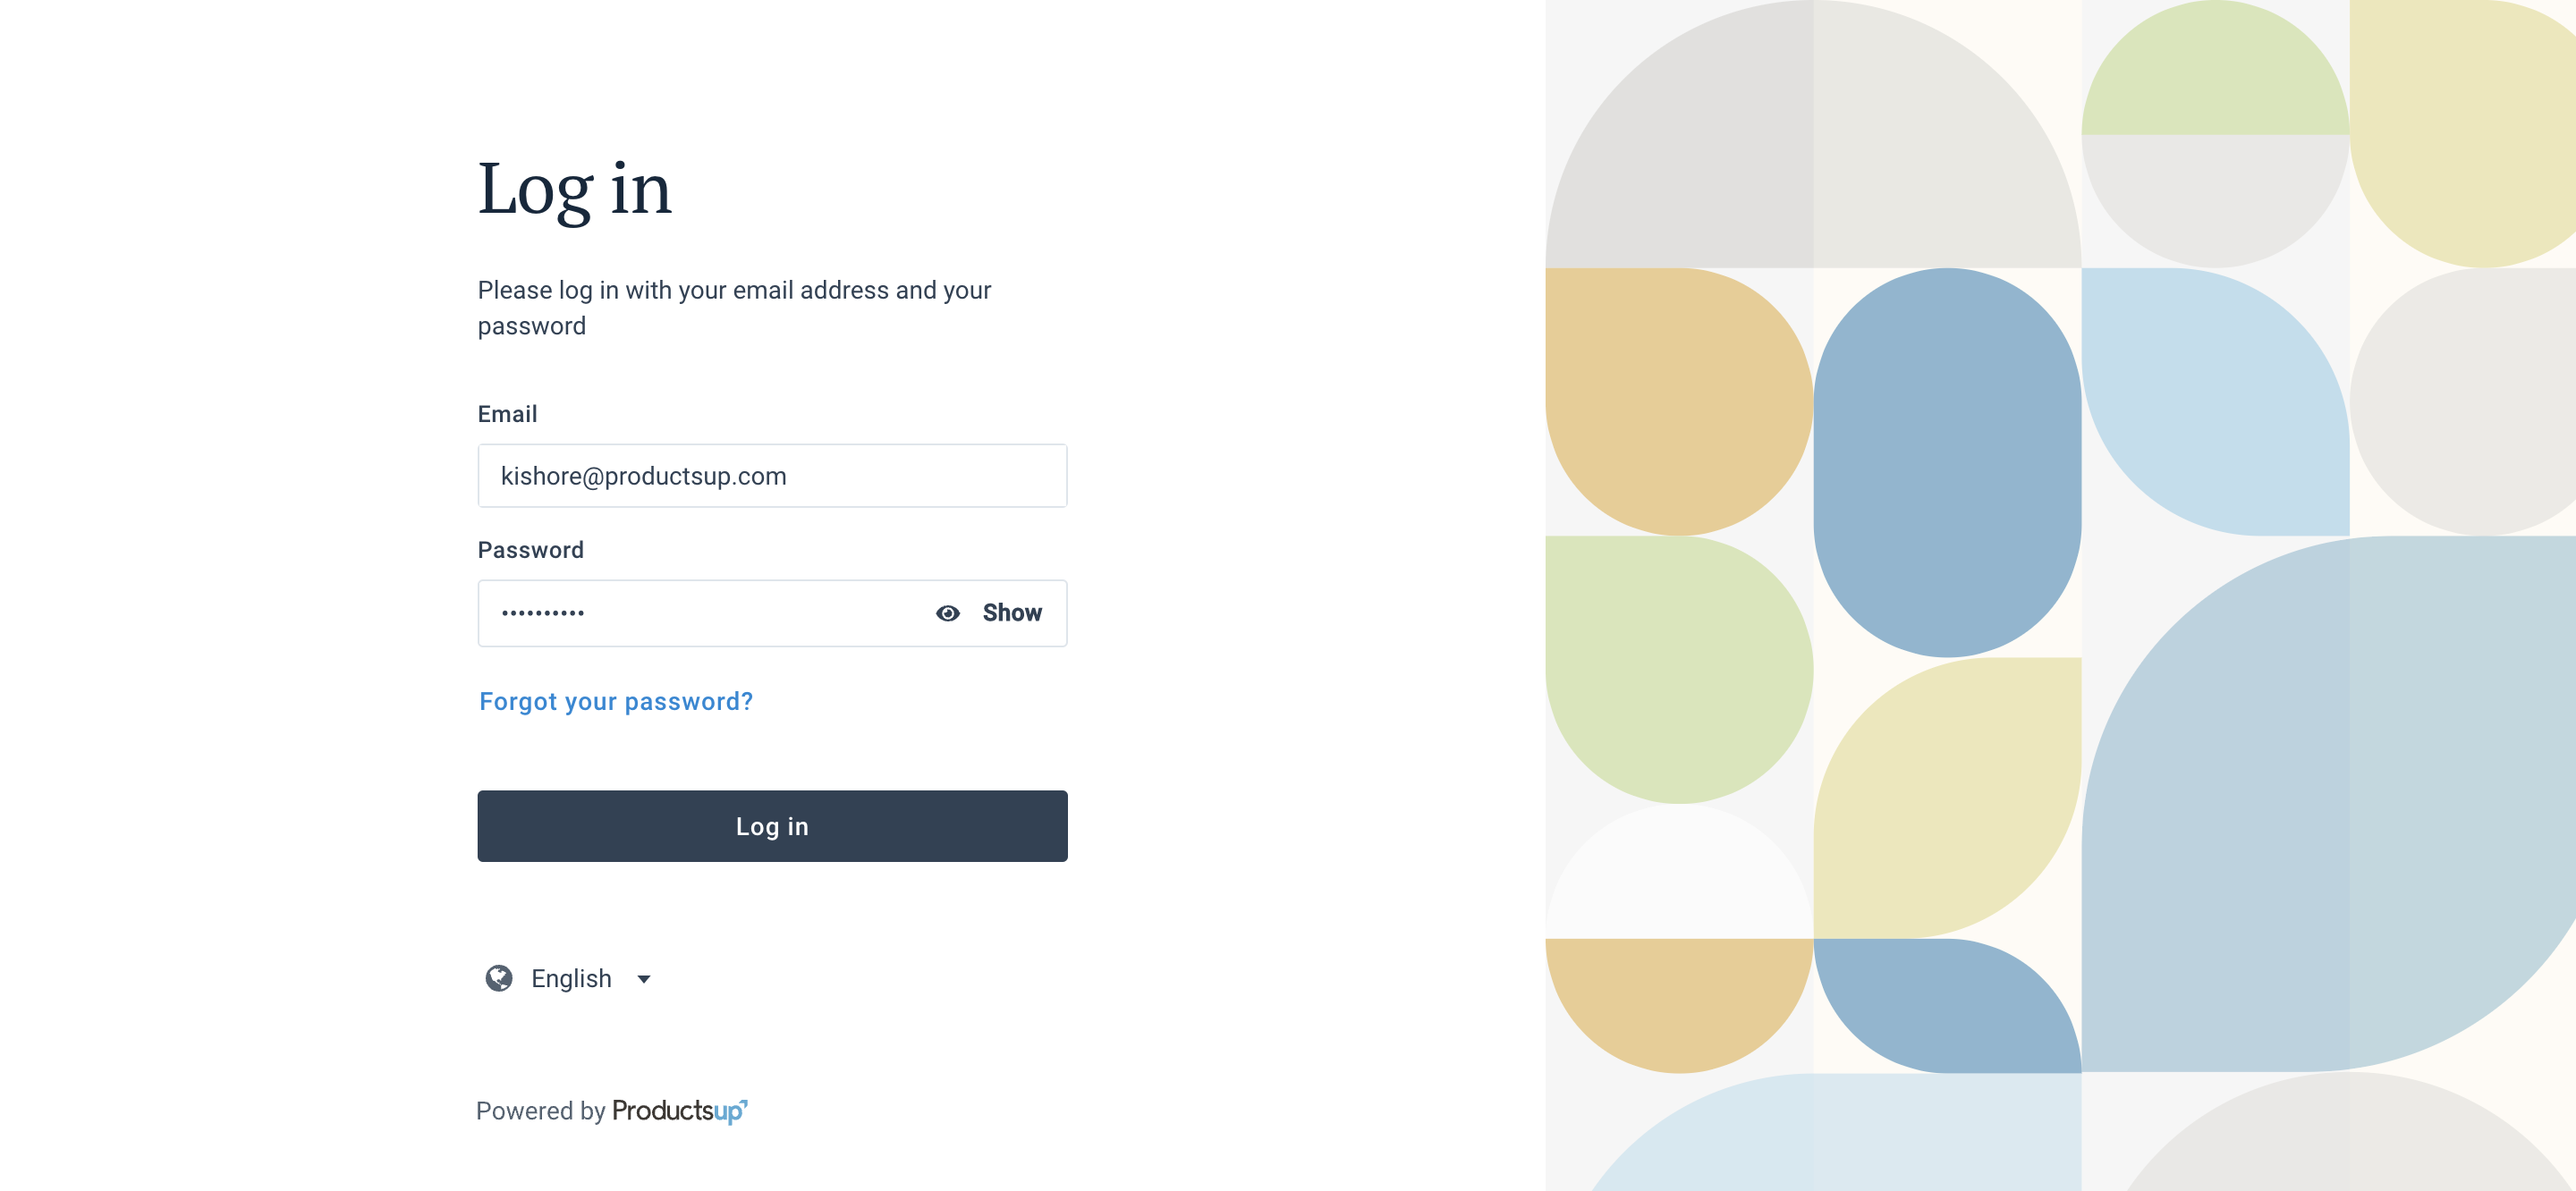 Log in
Please log in with your email address and your
password
Email
kishore@productsup.com
Password
••••••••••
Show
Forgot your password?
Log in
English
Powered by Productsup